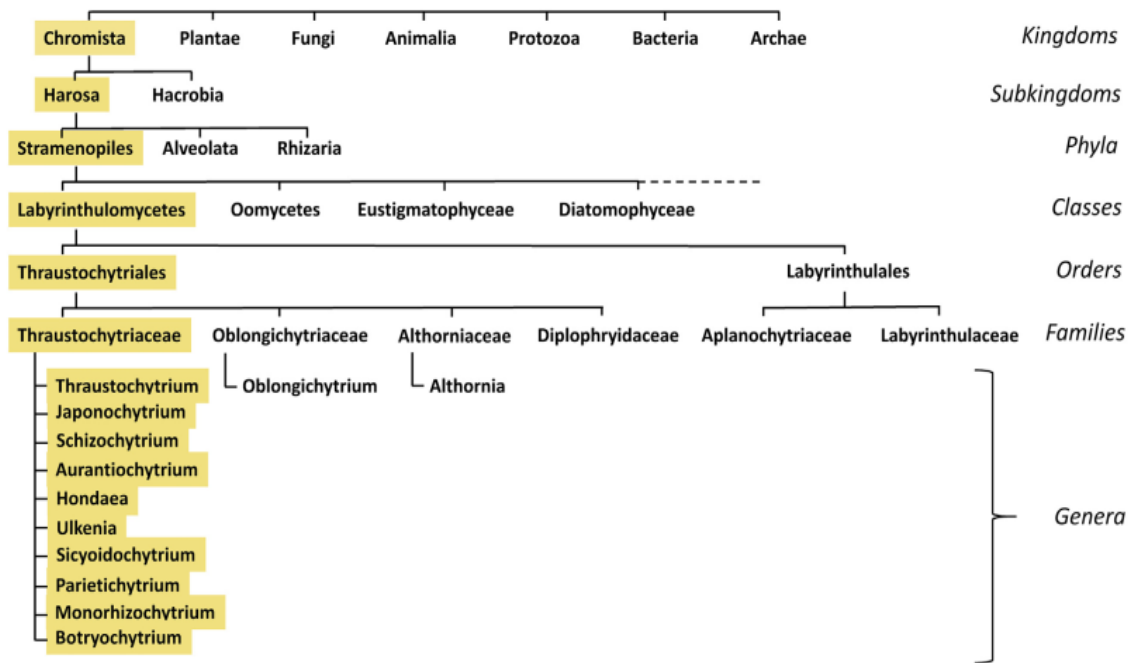 Chromista Plantae Fungi Animalia Protozoa Bacteria Archae Kingdoms
Harosa Hacrobia Subkingdoms
Stramenopiles Alveolata Rhizaria Phyla
Labyrinthulomycetes Oomycetes Eustigmatophyceae Diatomophyceae Classes
Thraustochytriales Labyrinthulales Orders
Thraustochytriaceae Oblongichytriaceae Althorniaceae Diplophryidaceae Aplanochytriaceae Labyrinthulaceae Families
Thraustochytrium Oblongichytrium Althornia
Japonochytrium
Schizochytrium
Aurantiochytrium
Hondaea
Genera
Ulkenia
Sicyoidochytrium
Parietichytrium
Monorhizochytrium
Botryochytrium